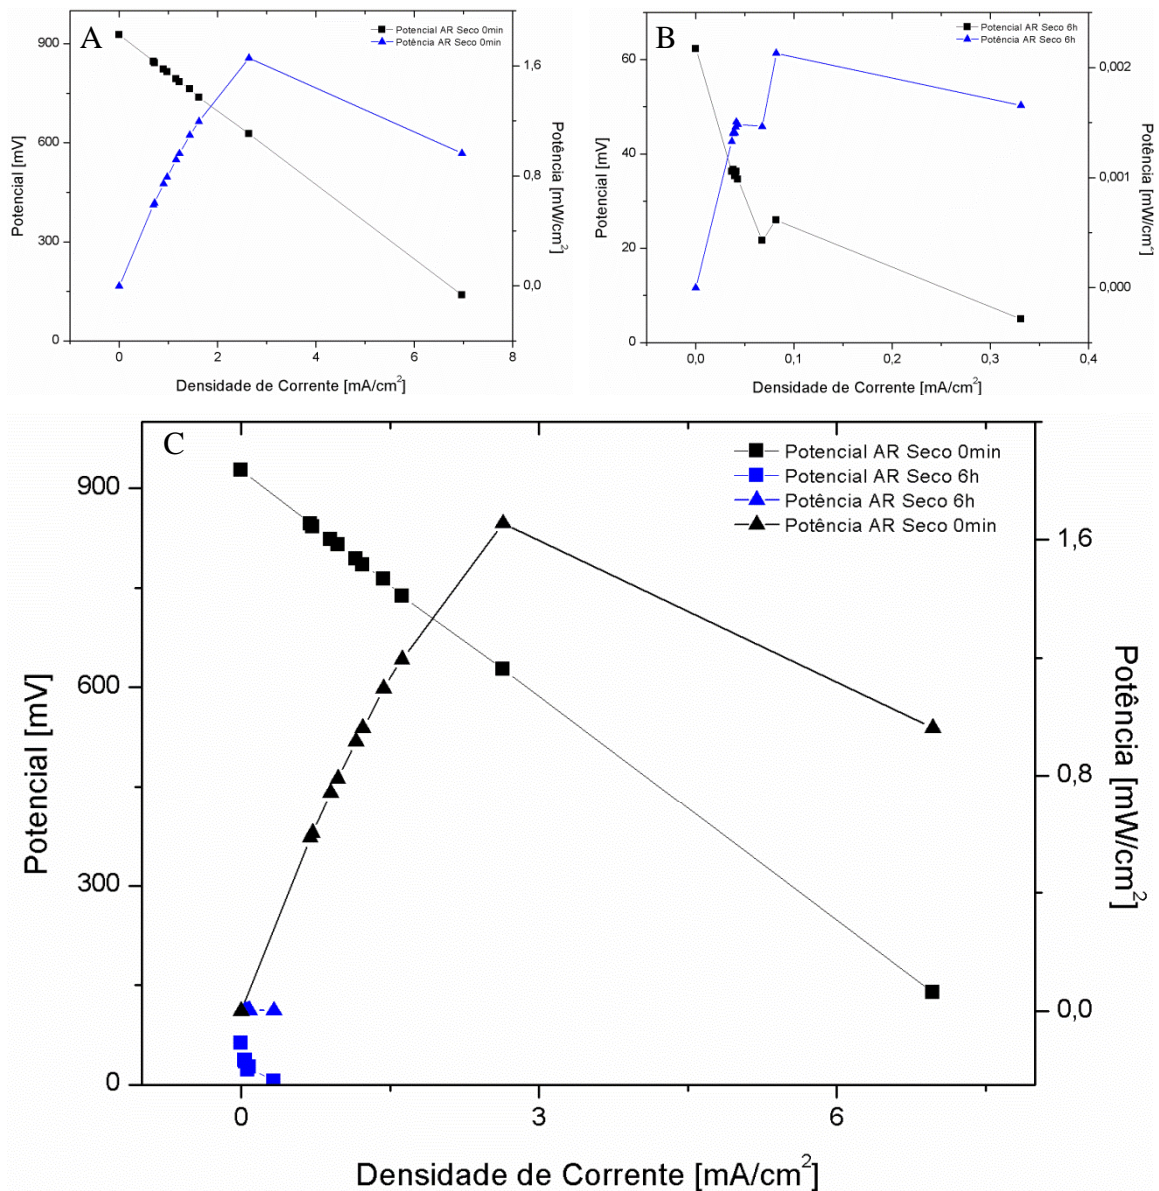 A
Potencial AR Seco 0min
Potência AR Seco 0min
900
600
300
0
1,6
0,8
0,0
Potencial [mV]
Potência [mW/cm²]
0
2
4
6
8
Densidade de Corrente [mA/cm²]
B
Potencial AR Seco 6h
Potência AR Seco 6h
60
40
20
0
0,002
0,001
0,000
Potencial [mV]
Potência [mW/cm²]
0,0
0,1
0,2
0,3
0,4
Densidade de Corrente [mA/cm²]
C
Potencial AR Seco 0min
Potencial AR Seco 6h
Potência AR Seco 6h
Potência AR Seco 0min
900
600
300
0
1,6
0,8
0,0
Potencial [mV]
Potência [mW/cm²]
0
3
6
Densidade de Corrente [mA/cm²]